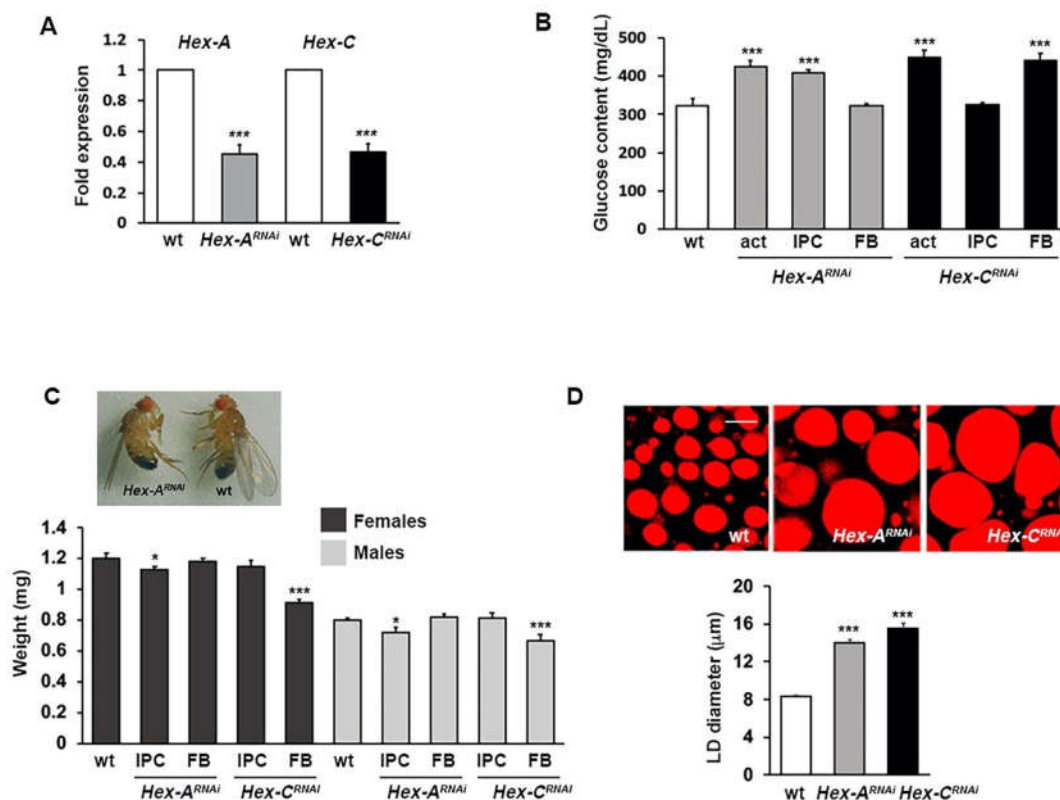 A
Hex-A Hex-C
1.2
1
0.8
0.6
0.4
0.2
0
Fold expression
*** ***
wt Hex-A^RNAi wt Hex-C^RNAi
B
500
400
300
200
100
0
Glucose content (mg/dL)
*** *** *** ***
wt act IPC FB act IPC FB
Hex-A^RNAi Hex-C^RNAi
C
Hex-A^RNAi wt
Females
Males
1.4
1.2
1
0.8
0.6
0.4
0.2
0
Weight (mg)
* *** * ***
wt IPC FB IPC FB wt IPC FB IPC FB
Hex-A^RNAi Hex-C^RNAi Hex-A^RNAi Hex-C^RNAi
D
wt Hex-A^RNAi Hex-C^RNA
20
16
12
8
4
0
LD diameter (μm)
*** ***
wt Hex-A^RNAi Hex-C^RNAi